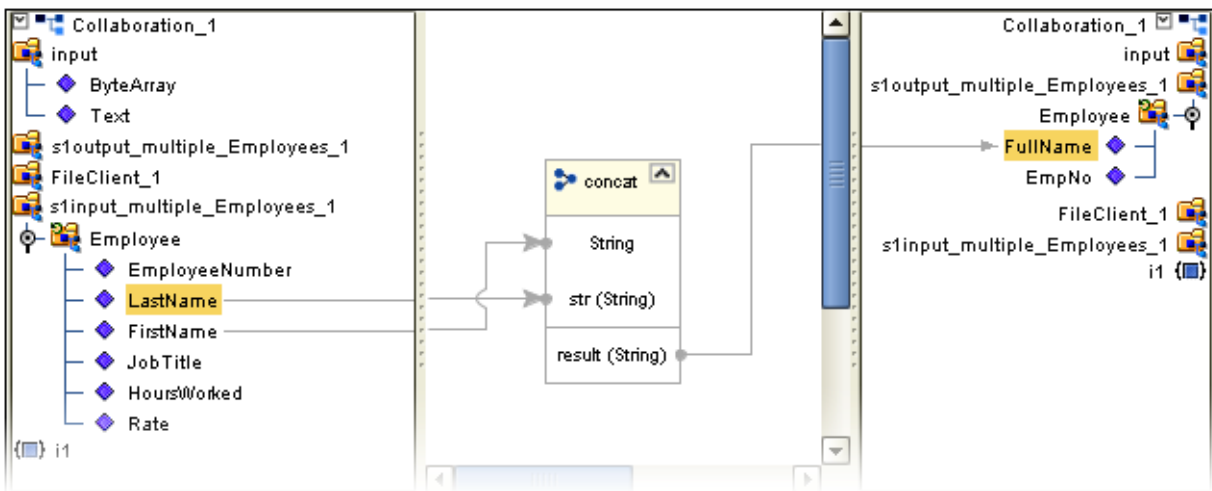 Collaboration_1
input
ByteArray
Text
s1output_multiple_Employees_1
FileClient_1
s1input_multiple_Employees_1
Employee
EmployeeNumber
LastName
FirstName
JobTitle
HoursWorked
Rate
i1
concat
String
str (String)
result (String)
Collaboration_1
input
s1output_multiple_Employees_1
Employee
FullName
EmpNo
FileClient_1
s1input_multiple_Employees_1
i1